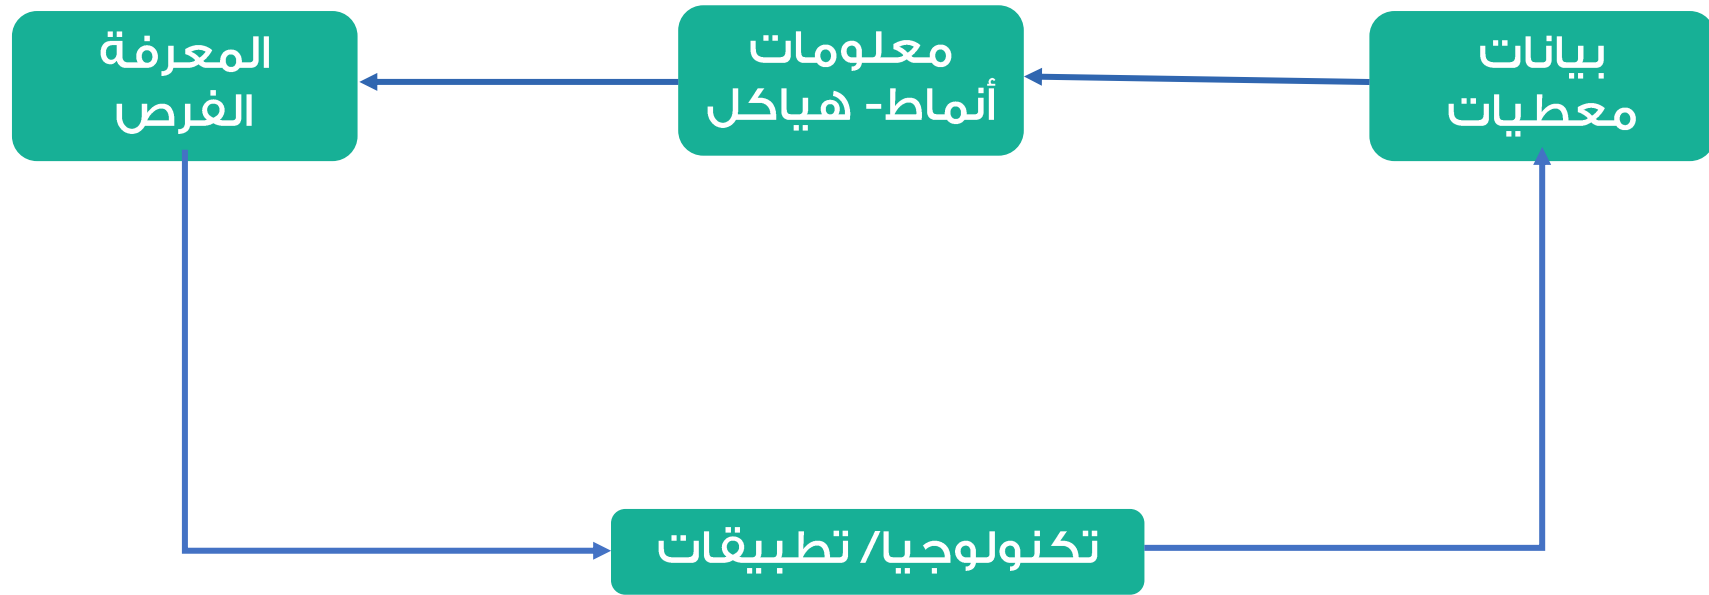 بيانات
معطيات
معلومات
أنماط- هياكل
المعرفة
الفرص
تكنولوجيا/ تطبيقات